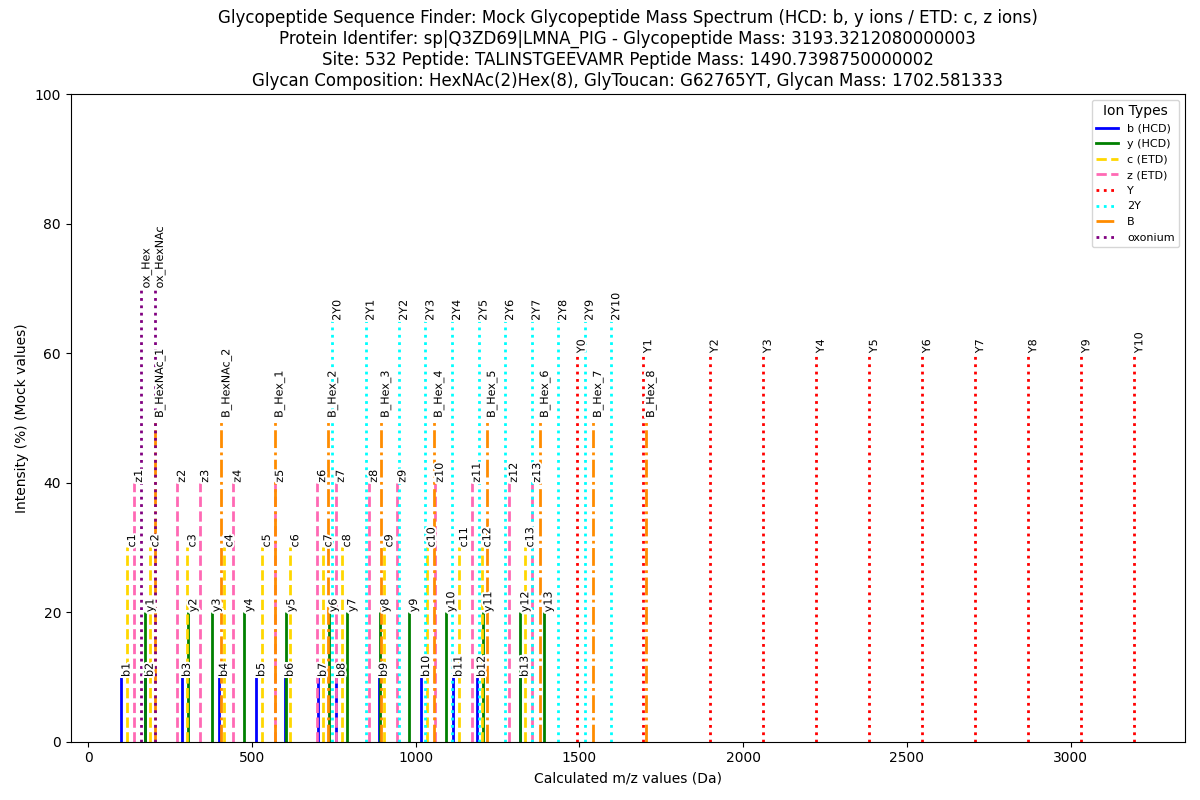 Glycopeptide Sequence Finder: Mock Glycopeptide Mass Spectrum (HCD: b, y ions / ETD: c, z ions)
Protein Identifer: sp|Q3ZD69|LMNA_PIG - Glycopeptide Mass: 3193.3212080000003
Site: 532 Peptide: TALINSTGEEVAMR Peptide Mass: 1490.7398750000002
Glycan Composition: HexNAc(2)Hex(8), GlyToucan: G62765YT, Glycan Mass: 1702.581333
Intensity (%) (Mock values)
100
80
60
40
20
0
Ion Types
b (HCD)
y (HCD)
c (ETD)
z (ETD)
Y
2Y
B
oxonium
ox_Hex
ox_HexNAc
2Y0
2Y1
2Y2
2Y3
2Y4
2Y5
2Y6
2Y7
2Y8
2Y9
2Y10
Y0
Y1
Y2
Y3
Y4
Y5
Y6
Y7
Y8
Y9
Y10
B_HexNAc_1
B_HexNAc_2
B_Hex_1
B_Hex_2
B_Hex_3
B_Hex_4
B_Hex_5
B_Hex_6
B_Hex_7
B_Hex_8
z1
z2
z3
z4
z5
z6
z7
z8
z9
z10
z11
z12
z13
c1
c2
c3
c4
c5
c6
c7
c8
c9
c10
c11
c12
c13
y1
y2
y3
y4
y5
y6
y7
y8
y9
y10
y11
y12
y13
b1
b2
b3
b4
b5
b6
b7
b8
b9
b10
b11
b12
b13
0
500
1000
1500
2000
2500
3000
Calculated m/z values (Da)